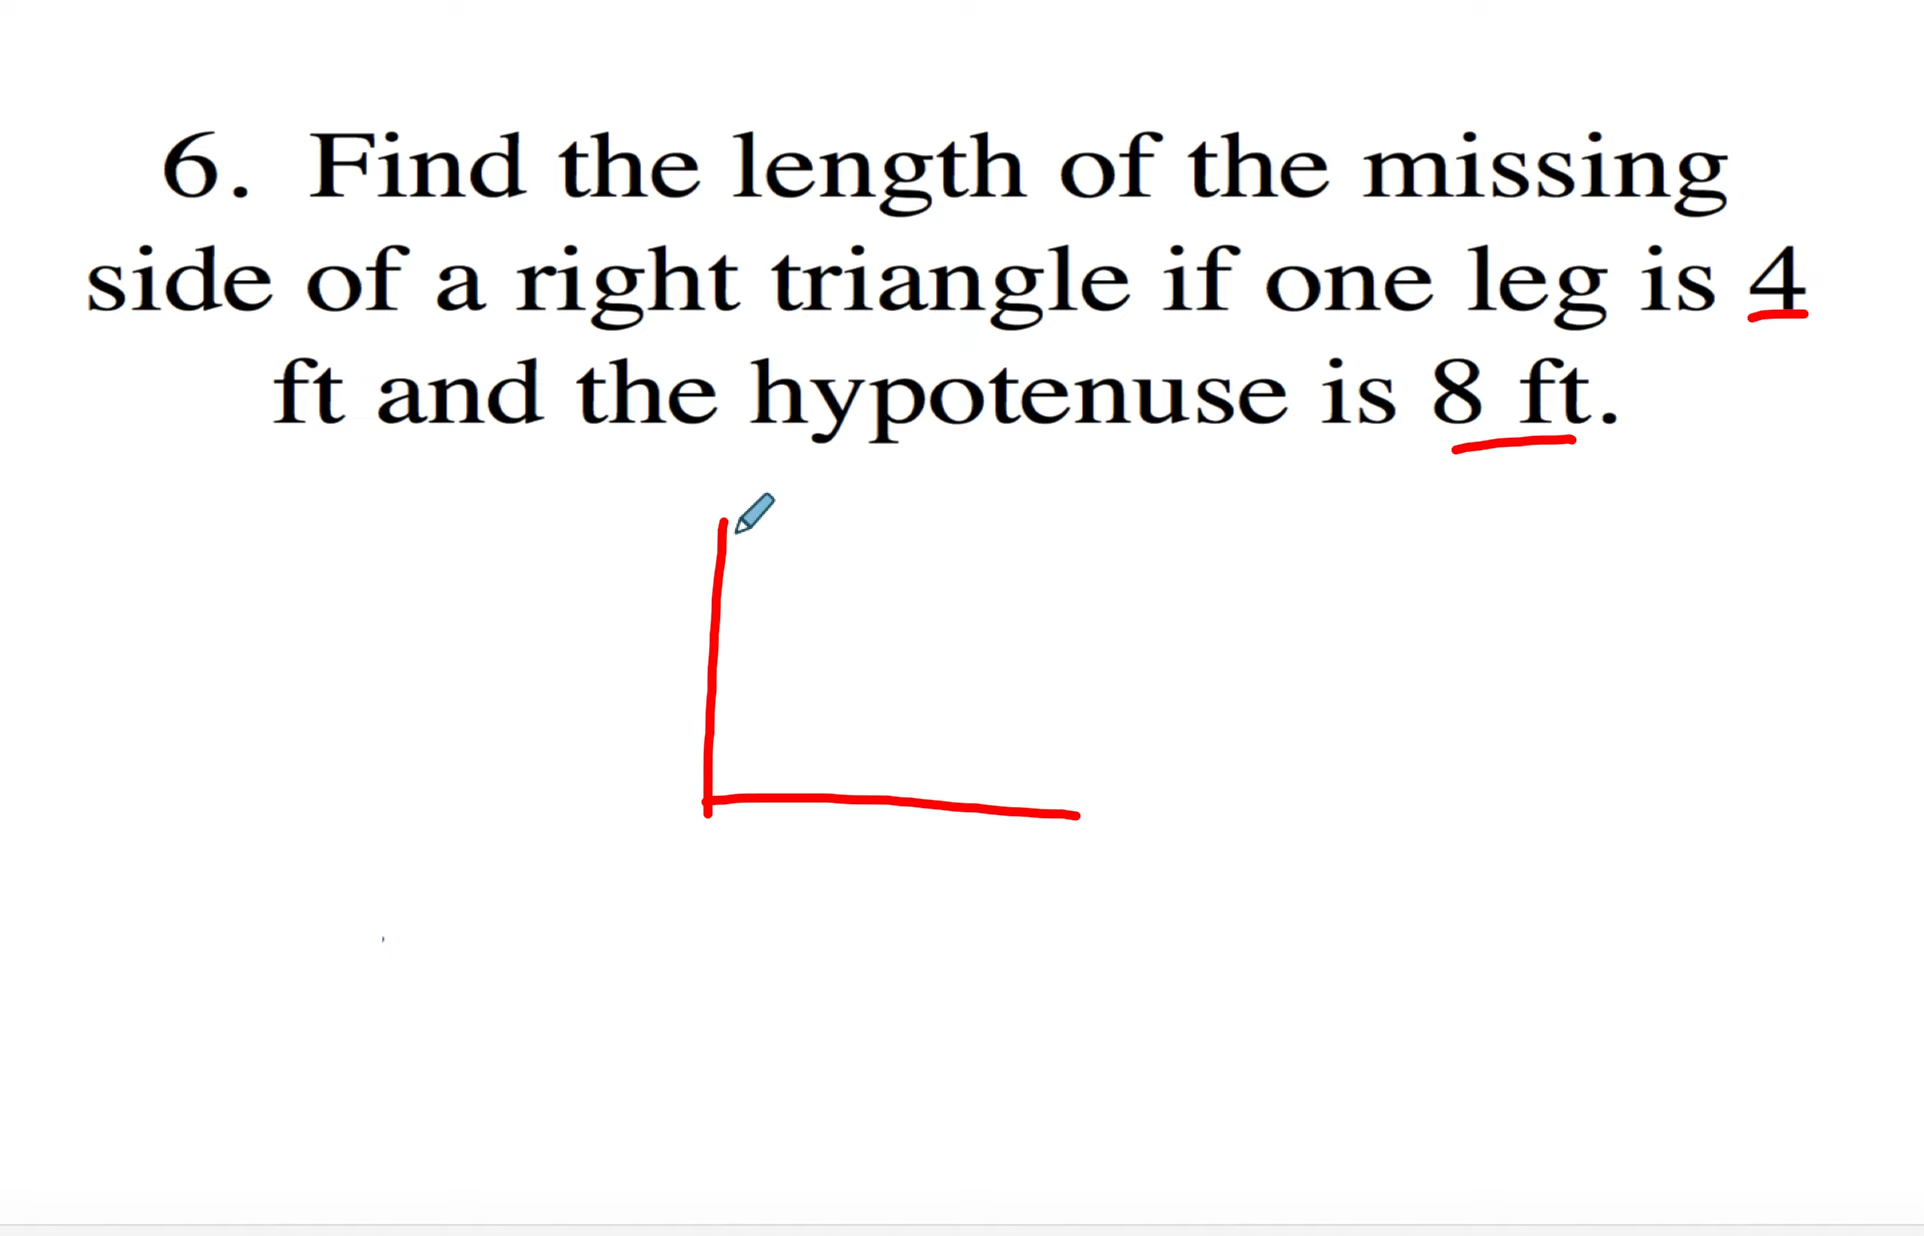 6. Find the length of the missing
side of a right triangle if one leg is 4
ft and the hypotenuse is 8 ft.